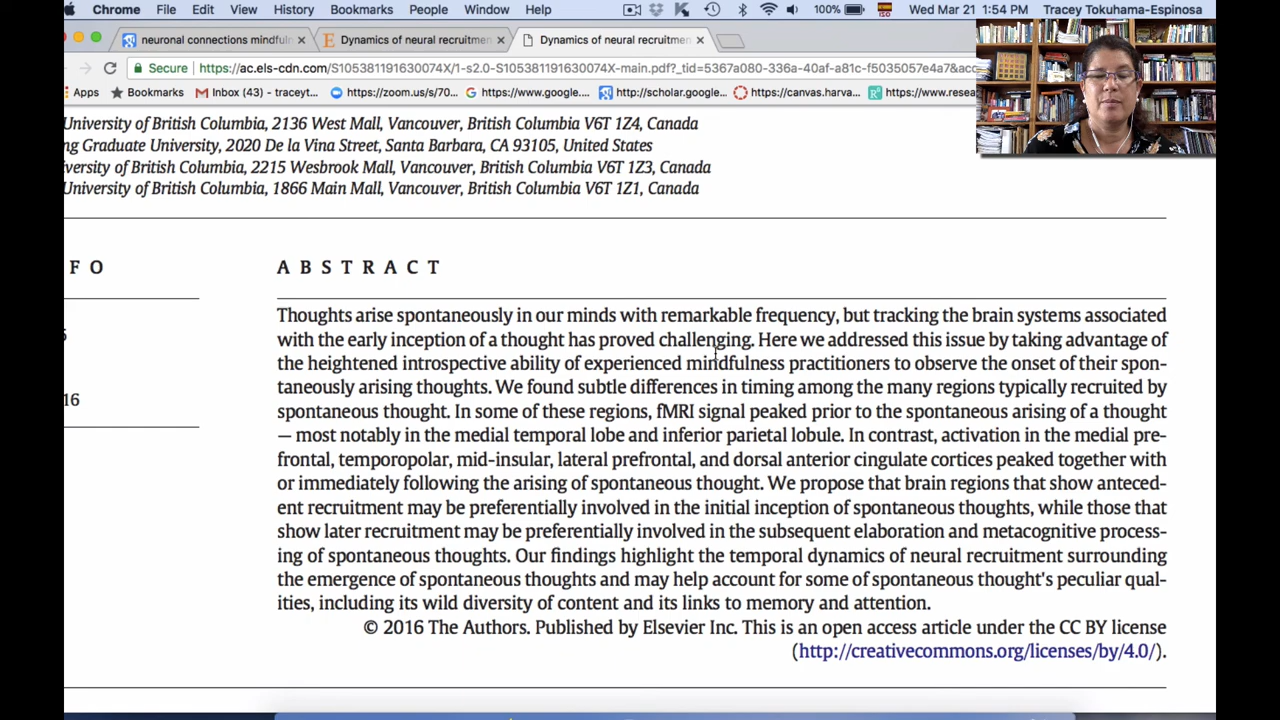 Chrome File Edit View History Bookmarks People Window Help 100% Wed Mar 21 1:54 PM Tracey Tokuhama-Espinosa
neuronal connections mindful × Dynamics of neural recruitmen × Dynamics of neural recruitmen ×
Secure https://ac.els-cdn.com/S105381191630074X/1-s2.0-S105381191630074X-main.pdf?_tid=5367a080-336a-40af-a81c-f5035057e4a7&acc
Apps Bookmarks Inbox (43) - traceyt... https://zoom.us/s/70... https://www.google.... http://scholar.googl... https://canvas.harva... https://www.resea
University of British Columbia, 2136 West Mall, Vancouver, British Columbia V6T 1Z4, Canada
ng Graduate University, 2020 De la Vina Street, Santa Barbara, CA 93105, United States
iversity of British Columbia, 2215 Wesbrook Mall, Vancouver, British Columbia V6T 1Z3, Canada
University of British Columbia, 1866 Main Mall, Vancouver, British Columbia V6T 1Z1, Canada
F O
A B S T R A C T
Thoughts arise spontaneously in our minds with remarkable frequency, but tracking the brain systems associated
with the early inception of a thought has proved challenging. Here we addressed this issue by taking advantage of
the heightened introspective ability of experienced mindfulness practitioners to observe the onset of their spon-
taneously arising thoughts. We found subtle differences in timing among the many regions typically recruited by
spontaneous thought. In some of these regions, fMRI signal peaked prior to the spontaneous arising of a thought
16
— most notably in the medial temporal lobe and inferior parietal lobule. In contrast, activation in the medial pre-
frontal, temporopolar, mid-insular, lateral prefrontal, and dorsal anterior cingulate cortices peaked together with
or immediately following the arising of spontaneous thought. We propose that brain regions that show anteced-
ent recruitment may be preferentially involved in the initial inception of spontaneous thoughts, while those that
show later recruitment may be preferentially involved in the subsequent elaboration and metacognitive process-
ing of spontaneous thoughts. Our findings highlight the temporal dynamics of neural recruitment surrounding
the emergence of spontaneous thoughts and may help account for some of spontaneous thought's peculiar qual-
ities, including its wild diversity of content and its links to memory and attention.
© 2016 The Authors. Published by Elsevier Inc. This is an open access article under the CC BY license
(http://creativecommons.org/licenses/by/4.0/).